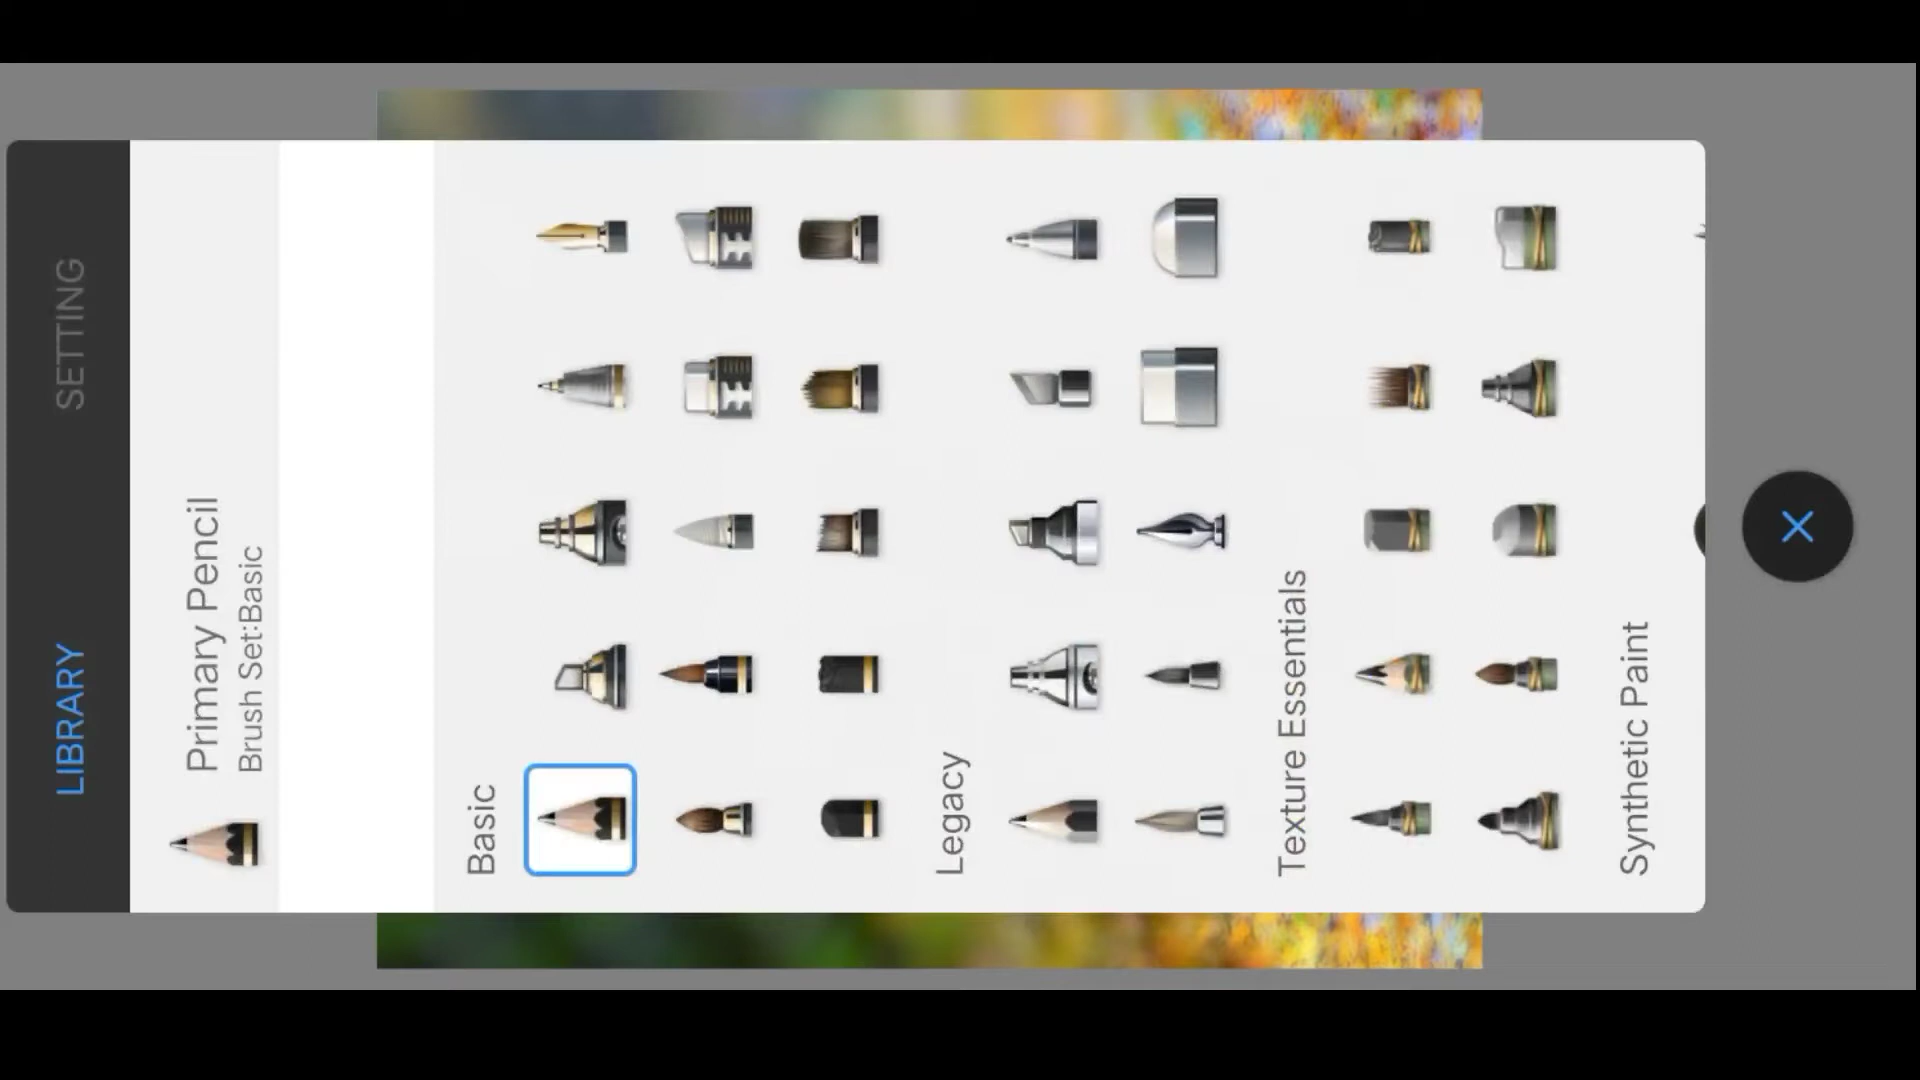 LIBRARY
SETTING
Primary Pencil
Brush Set:Basic
Basic
Legacy
Texture Essentials
Synthetic Paint